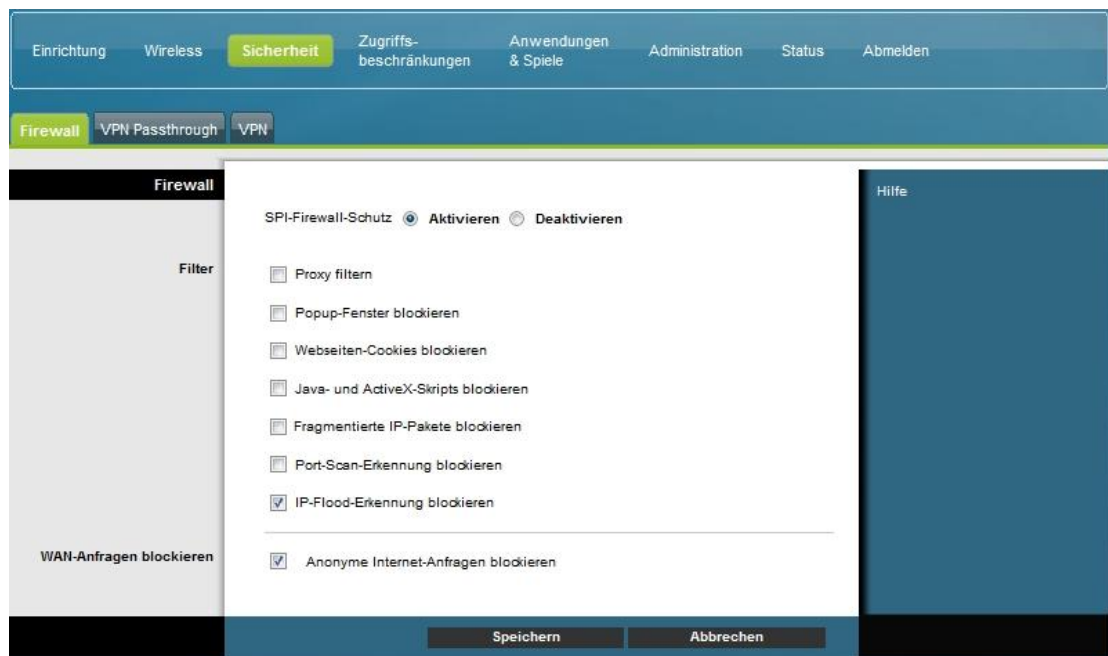 Einrichtung Wireless Sicherheit Zugriffs- Anwendungen Administration Status Abmelden
beschränkungen & Spiele
Firewall VPN Passthrough VPN
Firewall
Hilfe
SPI-Firewall-Schutz Aktivieren Deaktivieren
Filter
Proxy filtern
Popup-Fenster blockieren
Webseiten-Cookies blockieren
Java- und ActiveX-Skripts blockieren
Fragmentierte IP-Pakete blockieren
Port-Scan-Erkennung blockieren
IP-Flood-Erkennung blockieren
WAN-Anfragen blockieren
Anonyme Internet-Anfragen blockieren
Speichern Abbrechen